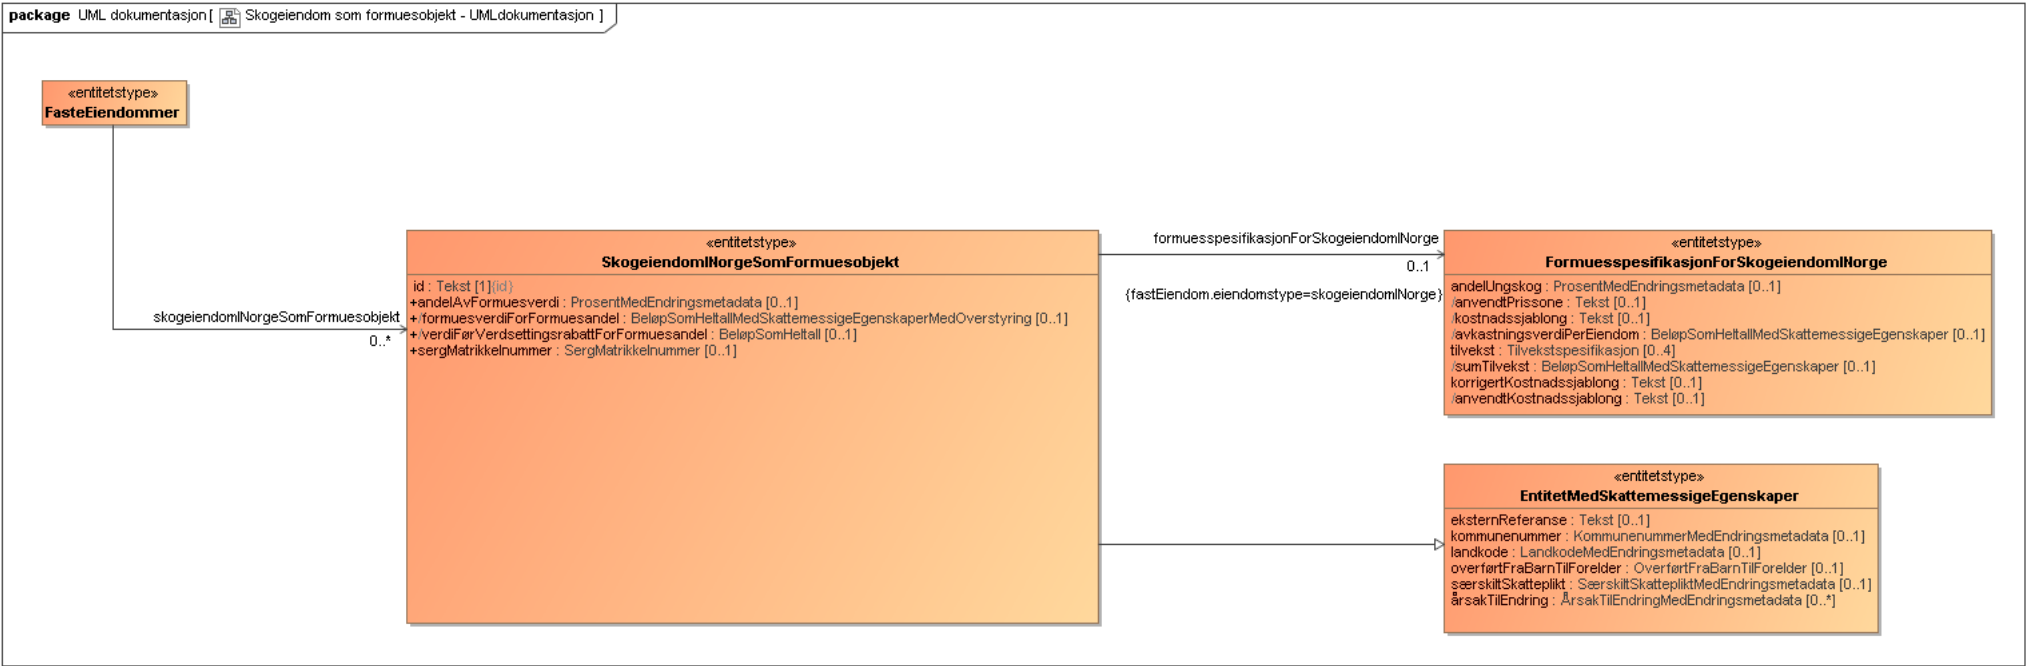 package UML dokumentasjon [ Skogeiendom som formuesobjekt - UMLdokumentasjon ]
«entitetstype»
FasteEiendommer
skogeiendomINorgeSomFormuesobjekt
0..*
«entitetstype»
SkogeiendomINorgeSomFormuesobjekt
id : Tekst [1]{id}
+andelAvFormuesverdi : ProsentMedEndringsmetadata [0..1]
+/formuesverdiForFormuesandel : BeløpSomHeltallMedSkattemessigeEgenskaperMedOverstyring [0..1]
+/verdiFørVerdsettingsrabattForFormuesandel : BeløpSomHeltall [0..1]
+sergMatrikkelnummer : SergMatrikkelnummer [0..1]
formuesspesifikasjonForSkogeiendomINorge
0..1
{fastEiendom.eiendomstype=skogeiendomINorge}
«entitetstype»
FormuesspesifikasjonForSkogeiendomINorge
andelUngskog : ProsentMedEndringsmetadata [0..1]
/anvendtPrissone : Tekst [0..1]
/kostnadssjablong : Tekst [0..1]
/avkastningsverdiPerEiendom : BeløpSomHeltallMedSkattemessigeEgenskaper [0..1]
tilvekst : Tilvekstspesifikasjon [0..4]
/sumTilvekst : BeløpSomHeltallMedSkattemessigeEgenskaper [0..1]
korrigertKostnadssjablong : Tekst [0..1]
/anvendtKostnadssjablong : Tekst [0..1]
«entitetstype»
EntitetMedSkattemessigeEgenskaper
eksternReferanse : Tekst [0..1]
kommunenummer : KommunenummerMedEndringsmetadata [0..1]
landkode : LandkodeMedEndringsmetadata [0..1]
overførtFraBarnTilForelder : OverførtFraBarnTilForelder [0..1]
særskiltSkatteplikt : SærskiltSkattepliktMedEndringsmetadata [0..1]
årsakTilEndring : ÅrsakTilEndringMedEndringsmetadata [0..*]